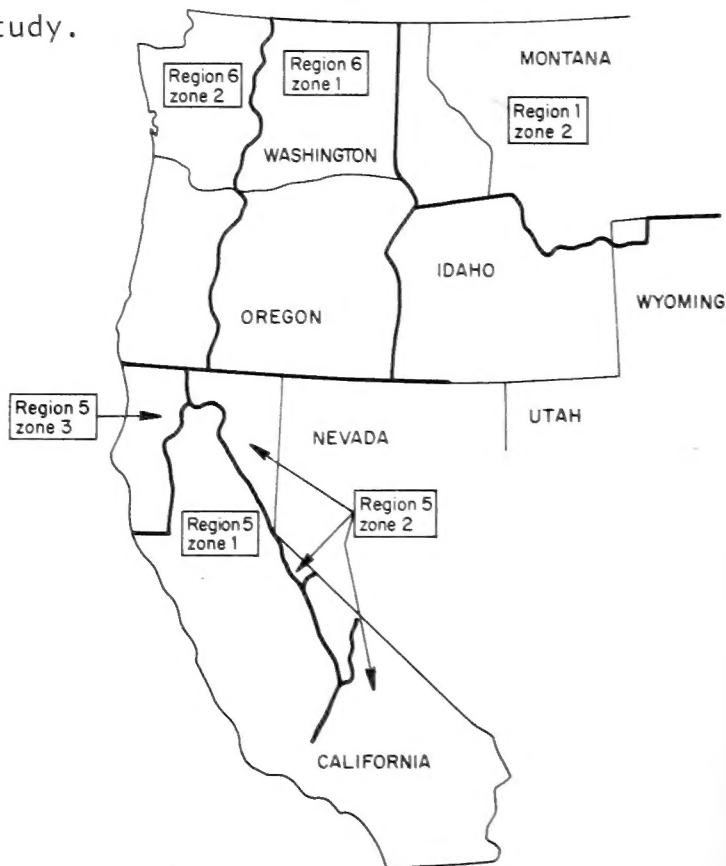 tudy.
Region 6
zone 2
Region 6
zone 1
MONTANA
Region 1
zone 2
WASHINGTON
IDAHO
WYOMING
OREGON
Region 5
zone 3
NEVADA
UTAH
Region 5
zone 2
Region 5
zone 1
CALIFORNIA